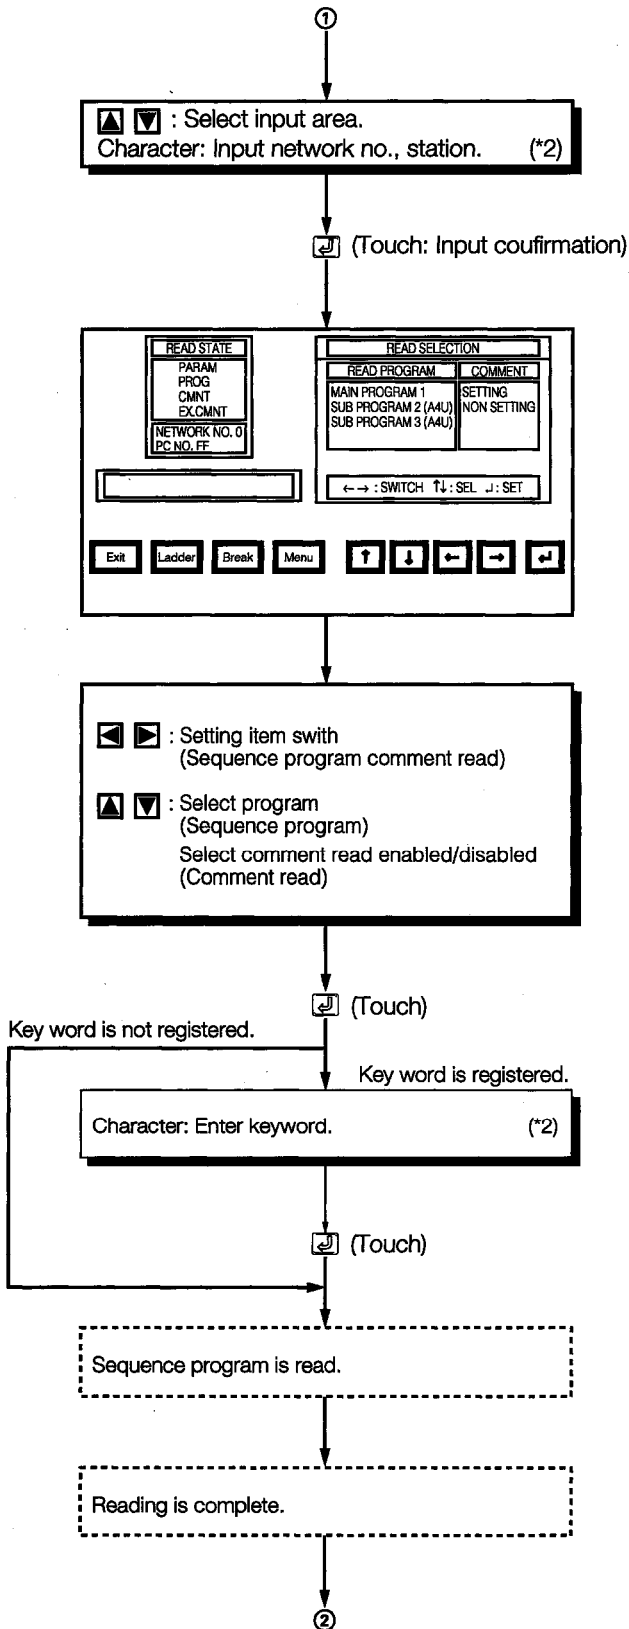 ①
▲ ▼ : Select input area.
Character: Input network no., station. (*2)
↵ (Touch: Input coufirmation)
READ STATE
PARAM
PROG
CMNT
EX.CMNT
NETWORK NO. 0
PC NO. FF
READ SELECTION
READ PROGRAM COMMENT
MAIN PROGRAM 1 SETTING
SUB PROGRAM 2 (A4U) NON SETTING
SUB PROGRAM 3 (A4U)
←→ : SWITCH ↑↓ : SEL ↵ : SET
Exit Ladder Break Menu ↑ ↓ ← → ↵
◀ ▶ : Setting item swith
(Sequence program comment read)
▲ ▼ : Select program
(Sequence program)
Select comment read enabled/disabled
(Comment read)
↵ (Touch)
Key word is not registered.
Key word is registered.
Character: Enter keyword. (*2)
↵ (Touch)
Sequence program is read.
Reading is complete.
②